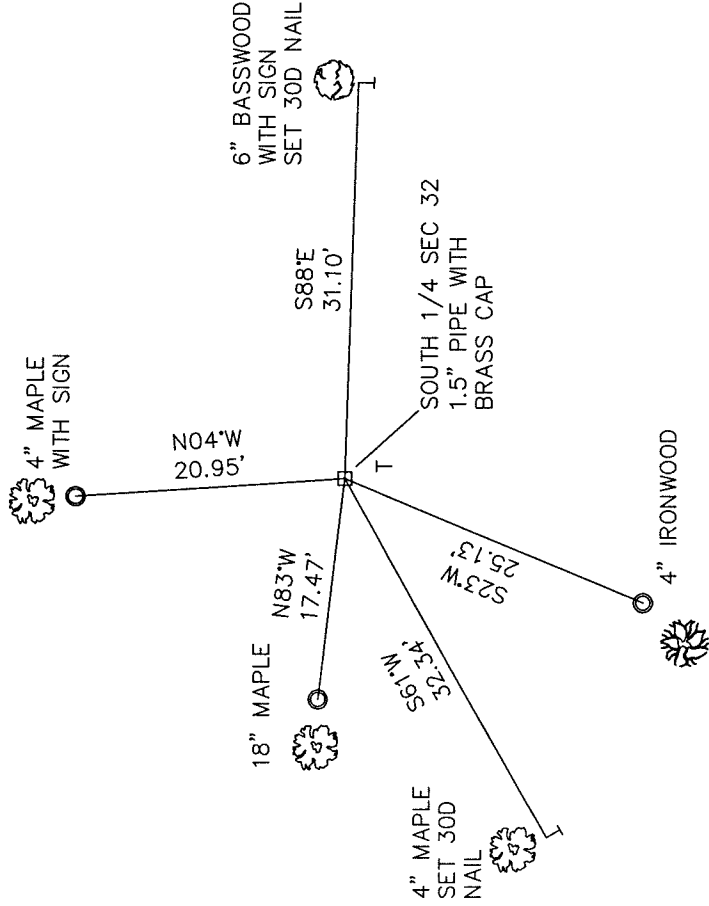 6" BASSWOOD
WITH SIGN
SET 30D NAIL
S88°E
31.10'
4" MAPLE
WITH SIGN
N04°W
20.95'
SOUTH 1/4 SEC 32
1.5" PIPE WITH
BRASS CAP
T
N83°W
17.47'
18" MAPLE
S23°W
25.13'
4" IRONWOOD
S61°W
32.34'
4" MAPLE
SET 30D
NAIL